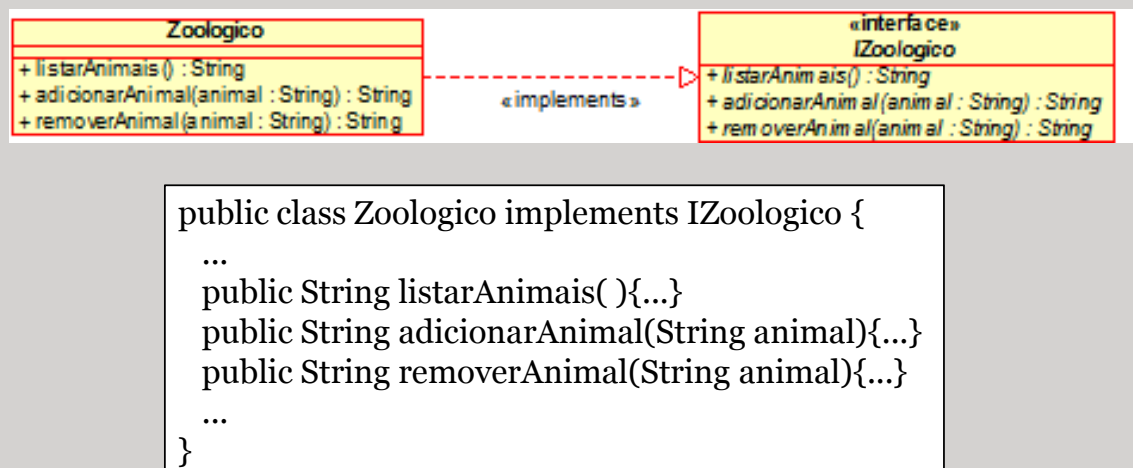 Zoologico
+ listarAnimais() : String
+ adicionarAnimal(animal : String) : String
+ removerAnimal(animal : String) : String
«implements»
«interface»
IZoologico
+ listarAnimais() : String
+ adicionarAnimal(animal : String) : String
+ removerAnimal(animal : String) : String
public class Zoologico implements IZoologico {
...
public String listarAnimais( ){...}
public String adicionarAnimal(String animal){...}
public String removerAnimal(String animal){...}
...
}